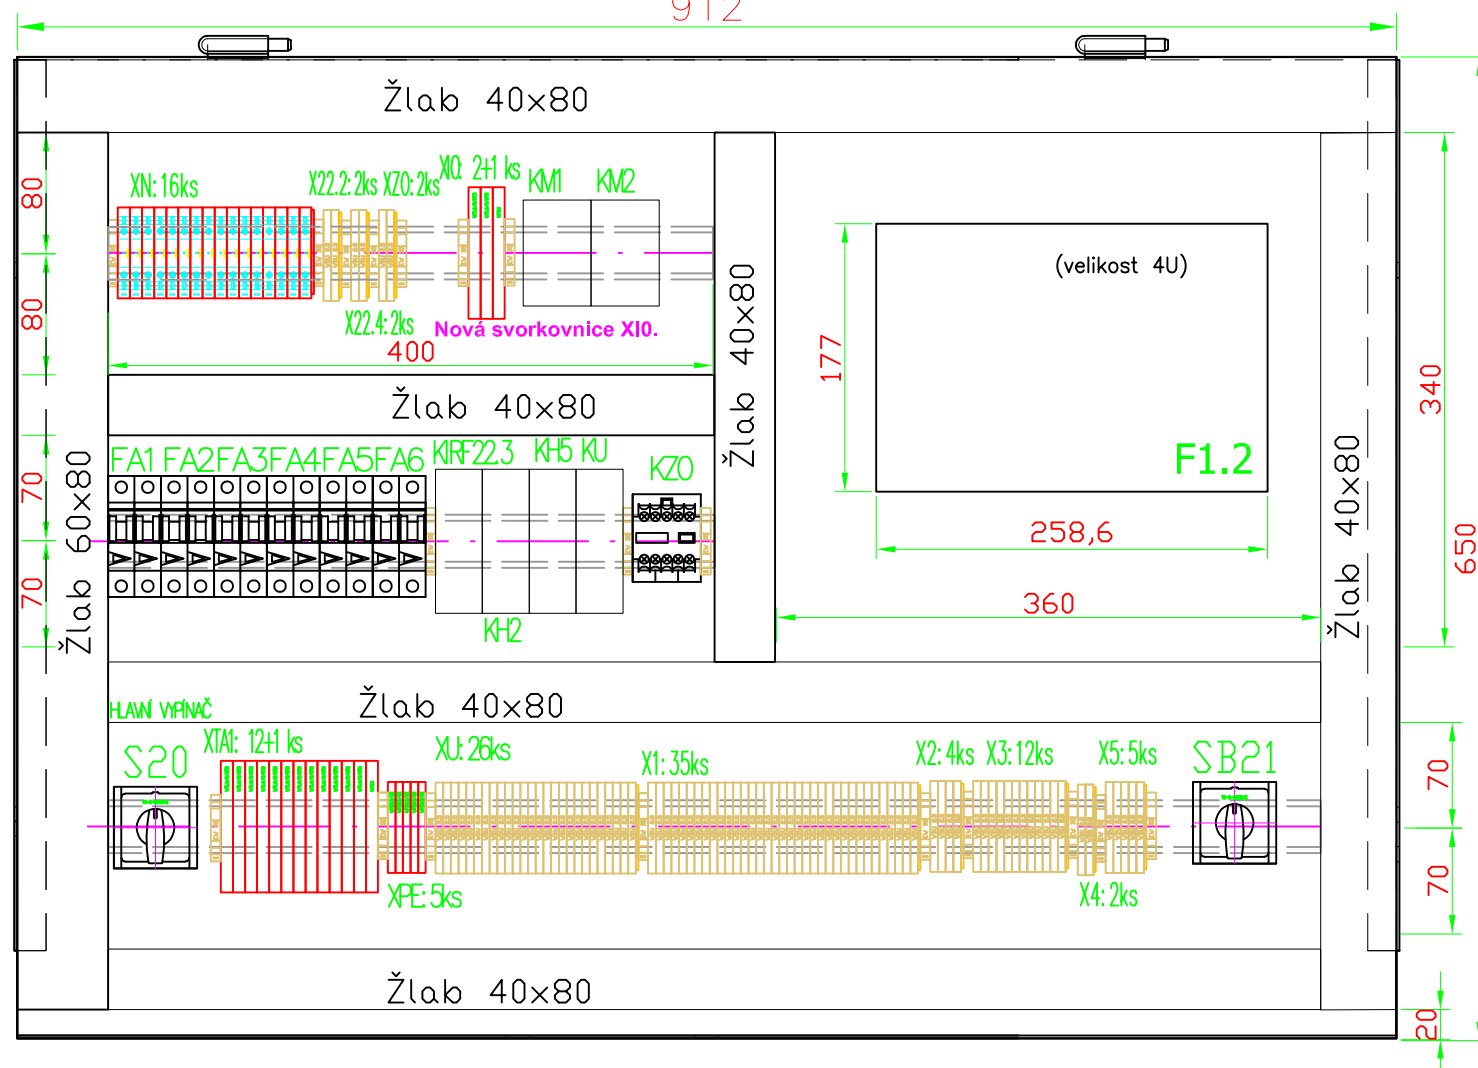 912
Žlab 40x80
80
80
XN: 16ks
X22.2: 2ks
XZ0: 2ks
XI0: 2+1 ks
KM1
KM2
X22.4: 2ks
Nová svorkovnice XI0.
400
Žlab 40x80
Žlab 40x80
(velikost 4U)
177
F1.2
258,6
360
340
650
Žlab 40x80
70
70
Žlab 60x80
FA1
FA2
FA3
FA4
FA5
FA6
KIRF22.3
KH5
KU
KZ0
KH2
Žlab 40x80
HLAVNÍ VYPÍNAČ
S20
XTA1: 12+1 ks
XU: 26ks
X1: 35ks
X2: 4ks
X3: 12ks
X5: 5ks
SB21
XPE: 5ks
X4: 2ks
70
70
Žlab 40x80
20